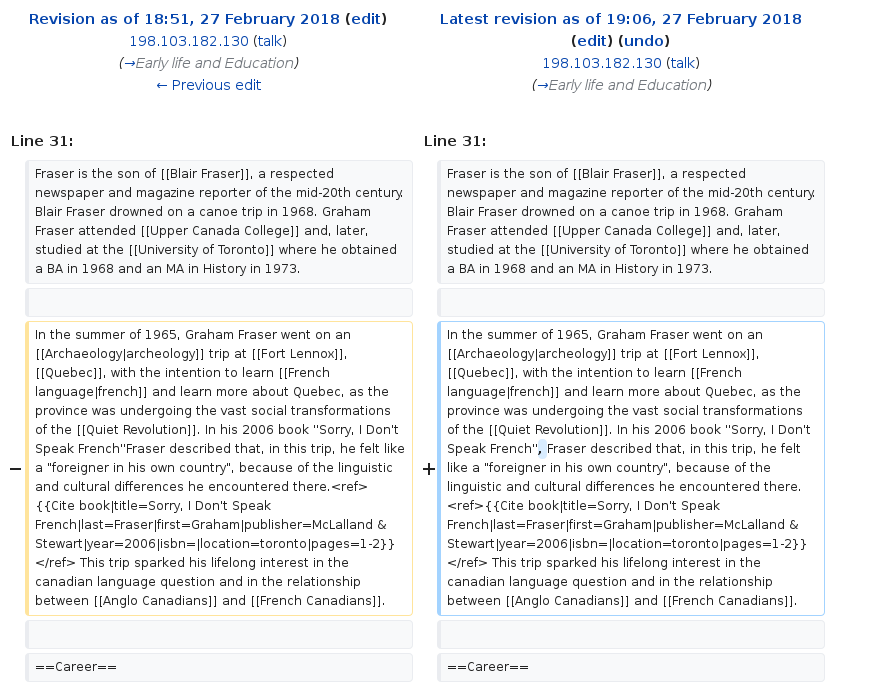 Revision as of 18:51, 27 February 2018 (edit)
198.103.182.130 (talk)
(→Early life and Education)
← Previous edit
Latest revision as of 19:06, 27 February 2018
(edit) (undo)
198.103.182.130 (talk)
(→Early life and Education)
Line 31:
Line 31:
Fraser is the son of [[Blair Fraser]], a respected
newspaper and magazine reporter of the mid-20th century.
Blair Fraser drowned on a canoe trip in 1968. Graham
Fraser attended [[Upper Canada College]] and, later,
studied at the [[University of Toronto]] where he obtained
a BA in 1968 and an MA in History in 1973.
Fraser is the son of [[Blair Fraser]], a respected
newspaper and magazine reporter of the mid-20th century.
Blair Fraser drowned on a canoe trip in 1968. Graham
Fraser attended [[Upper Canada College]] and, later,
studied at the [[University of Toronto]] where he obtained
a BA in 1968 and an MA in History in 1973.
−
In the summer of 1965, Graham Fraser went on an
[[Archaeology|archeology]] trip at [[Fort Lennox]],
[[Quebec]], with the intention to learn [[French
language|french]] and learn more about Quebec, as the
province was undergoing the vast social transformations
of the [[Quiet Revolution]]. In his 2006 book ''Sorry, I Don't
Speak French''Fraser described that, in this trip, he felt like
a "foreigner in his own country", because of the linguistic
and cultural differences he encountered there.<ref>
{{Cite book|title=Sorry, I Don't Speak
French|last=Fraser|first=Graham|publisher=McLalland &
Stewart|year=2006|isbn=|location=toronto|pages=1-2}}
</ref> This trip sparked his lifelong interest in the
canadian language question and in the relationship
between [[Anglo Canadians]] and [[French Canadians]].
+
In the summer of 1965, Graham Fraser went on an
[[Archaeology|archeology]] trip at [[Fort Lennox]],
[[Quebec]], with the intention to learn [[French
language|french]] and learn more about Quebec, as the
province was undergoing the vast social transformations
of the [[Quiet Revolution]]. In his 2006 book ''Sorry, I Don't
Speak French'', Fraser described that, in this trip, he felt
like a "foreigner in his own country", because of the
linguistic and cultural differences he encountered there.
<ref>{{Cite book|title=Sorry, I Don't Speak
French|last=Fraser|first=Graham|publisher=McLalland &
Stewart|year=2006|isbn=|location=toronto|pages=1-2}}
</ref> This trip sparked his lifelong interest in the
canadian language question and in the relationship
between [[Anglo Canadians]] and [[French Canadians]].
==Career==
==Career==